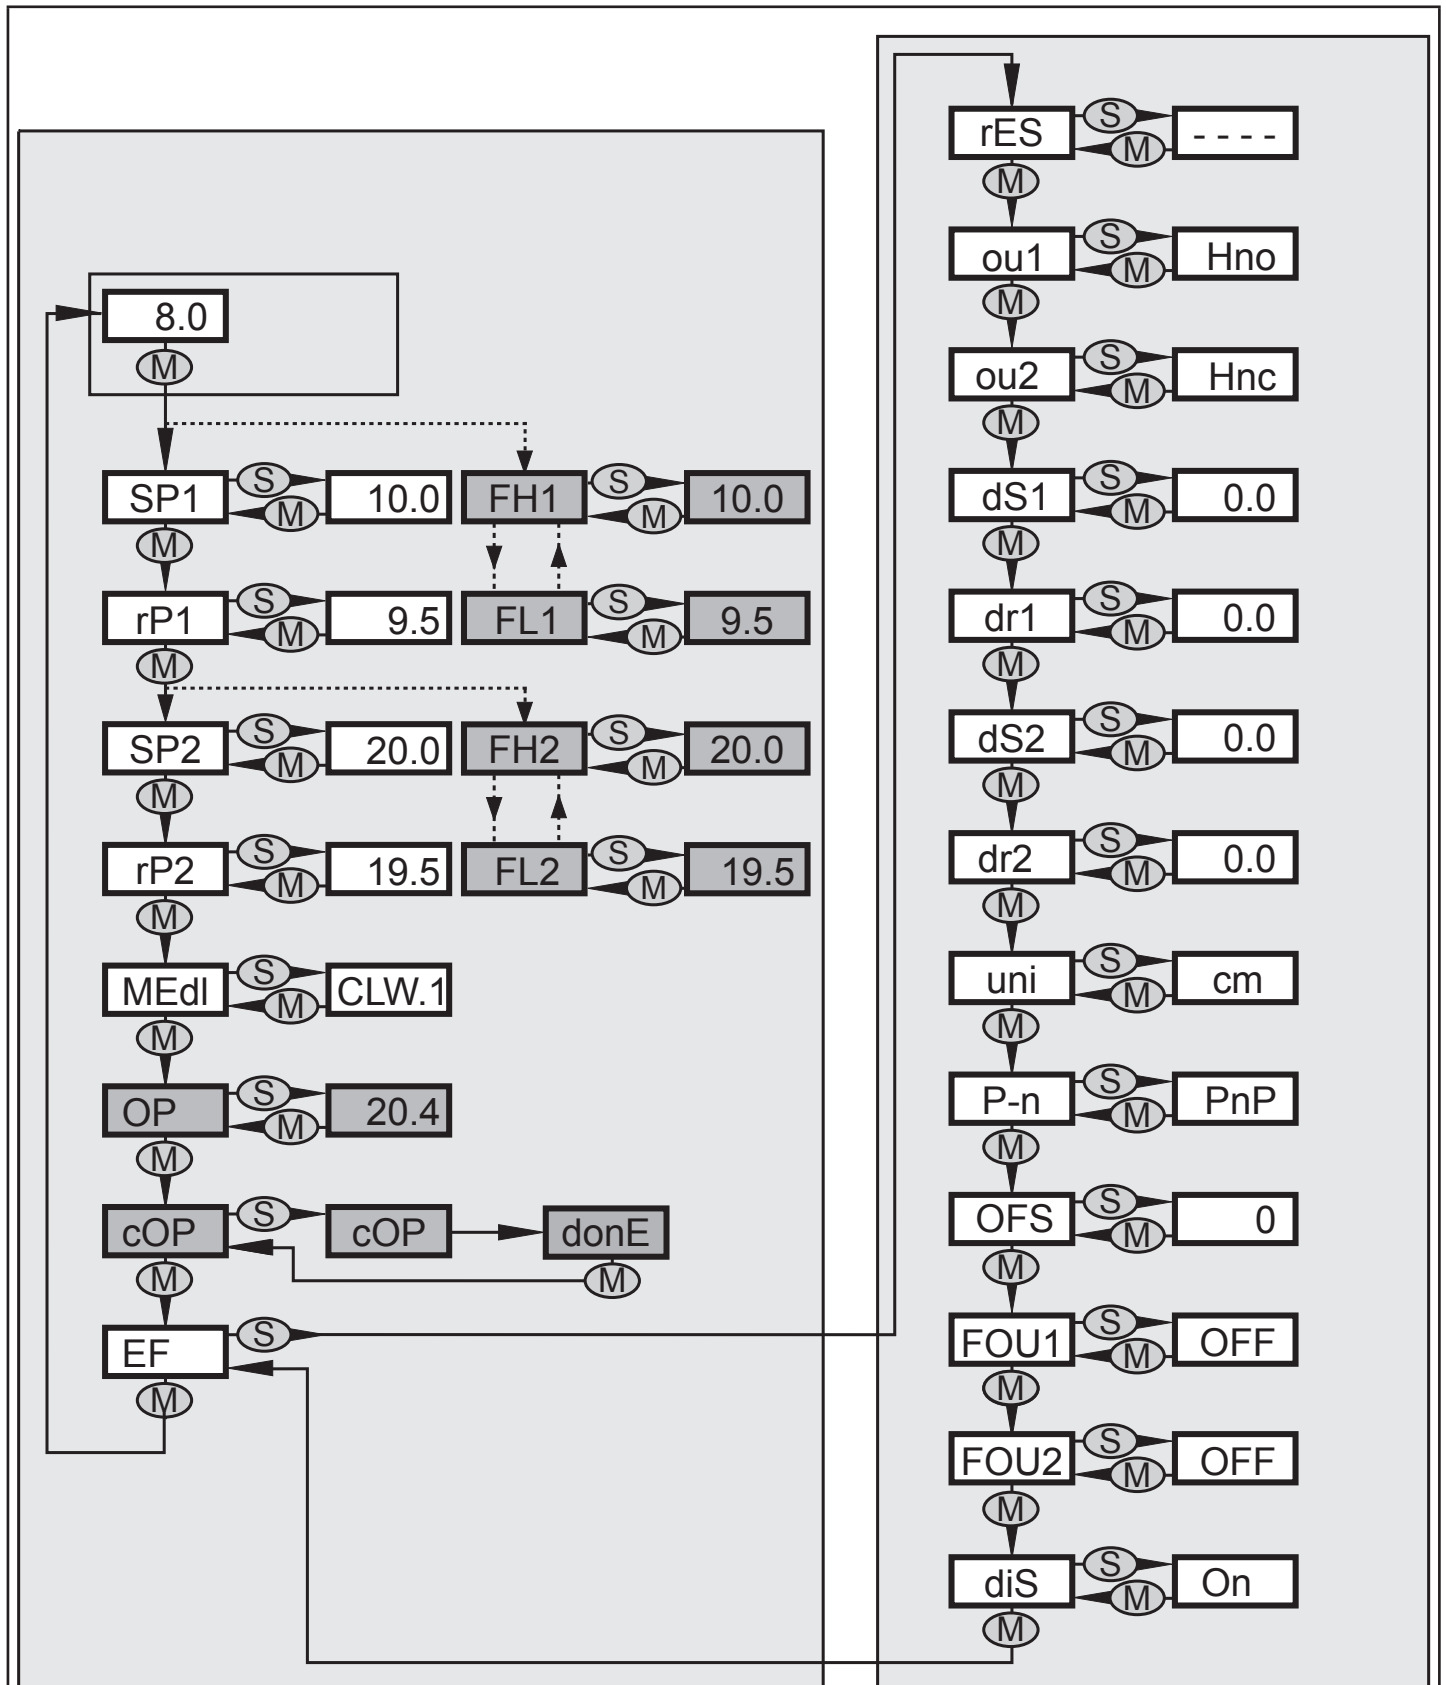 8.0
M
SP1 S M 10.0 FH1 S M 10.0
M
rP1 S M 9.5 FL1 S M 9.5
M
SP2 S M 20.0 FH2 S M 20.0
M
rP2 S M 19.5 FL2 S M 19.5
M
MEdI S M CLW.1
M
OP S M 20.4
M
cOP S cOP donE
M M
EF S
M
rES S M - - - -
M
ou1 S M Hno
M
ou2 S M Hnc
M
dS1 S M 0.0
M
dr1 S M 0.0
M
dS2 S M 0.0
M
dr2 S M 0.0
M
uni S M cm
M
P-n S M PnP
M
OFS S M 0
M
FOU1 S M OFF
M
FOU2 S M OFF
M
diS S M On
M